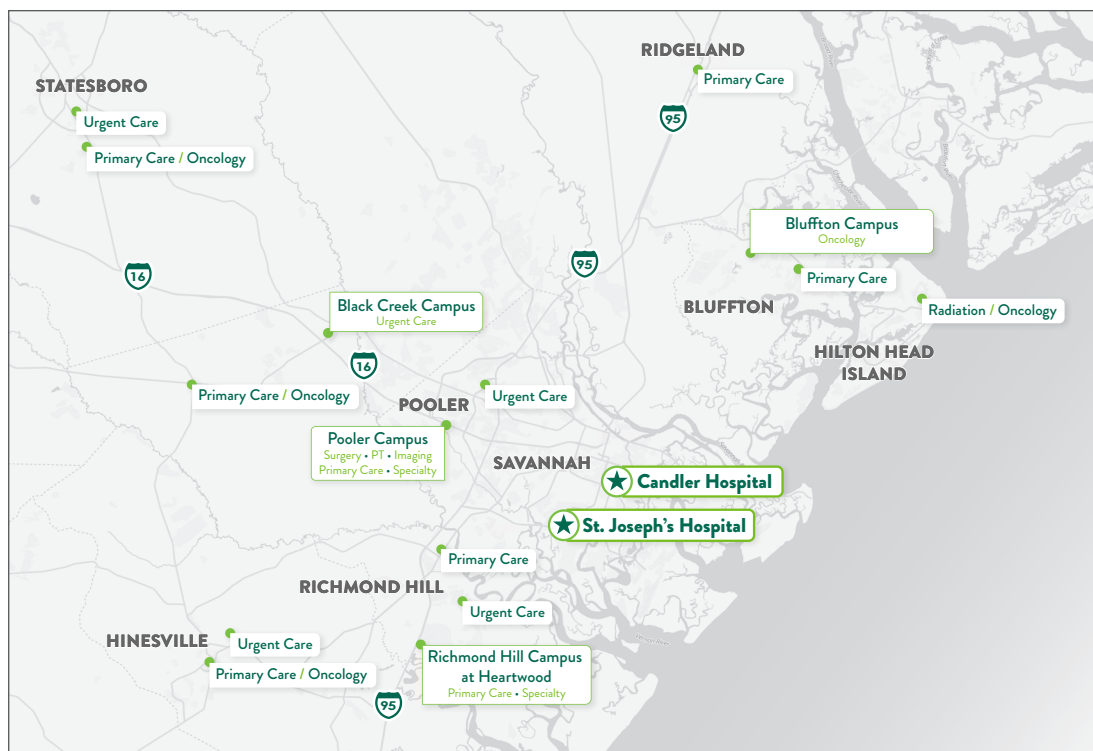 RIDGELAND
Primary Care
STATESBORO
95
Urgent Care
Primary Care / Oncology
Bluffton Campus
Oncology
95
16
Primary Care
Black Creek Campus
Urgent Care
BLUFFTON
Radiation / Oncology
HILTON HEAD
ISLAND
16
Primary Care / Oncology
Urgent Care
POOLER
Pooler Campus
Surgery • PT • Imaging
Primary Care • Specialty
SAVANNAH
Candler Hospital
St. Joseph's Hospital
Primary Care
RICHMOND HILL
Urgent Care
HINESVILLE
Urgent Care
Primary Care / Oncology
Richmond Hill Campus
at Heartwood
Primary Care • Specialty
95